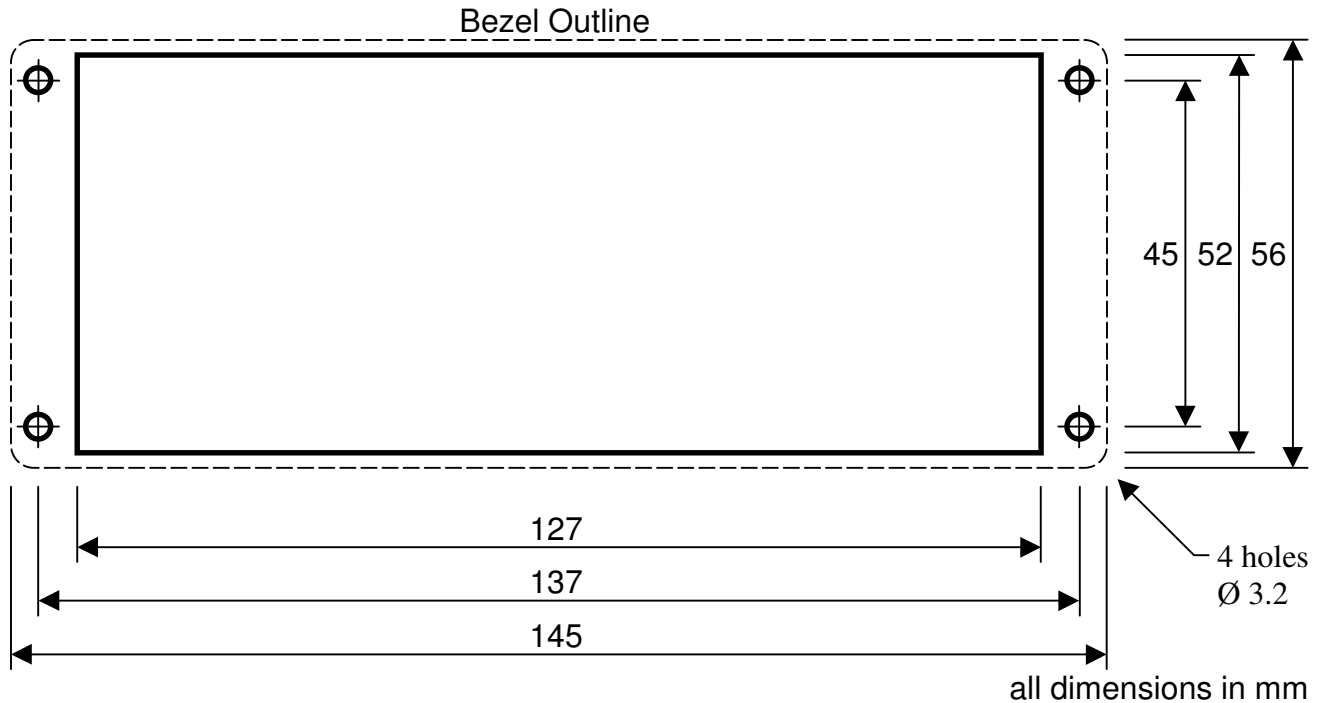 Bezel Outline
45 52 56
127
137
145
4 holes
Ø 3.2
all dimensions in mm